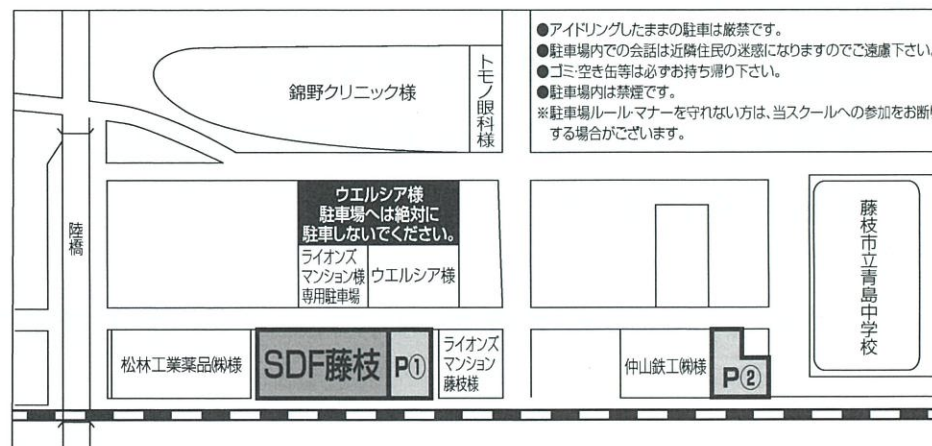 ●アイドリングしたままの駐車は厳禁です。
●駐車場内での会話は近隣住民の迷惑になりますのでご遠慮下さい。
●ゴミ・空き缶等は必ずお持ち帰り下さい。
●駐車場内は禁煙です。
※駐車場ルール・マナーを守れない方は、当スクールへの参加をお断り
する場合がございます。
錦野クリニック様
トモノ眼科様
陸橋
ウエルシア様
駐車場へは絶対に
駐車しないでください。
ライオンズ
マンション様
専用駐車場
ウエルシア様
藤枝市立青島中学校
松林工業薬品㈱様
SDF藤枝
P①
ライオンズ
マンション
藤枝様
仲山鉄工㈱様
P②